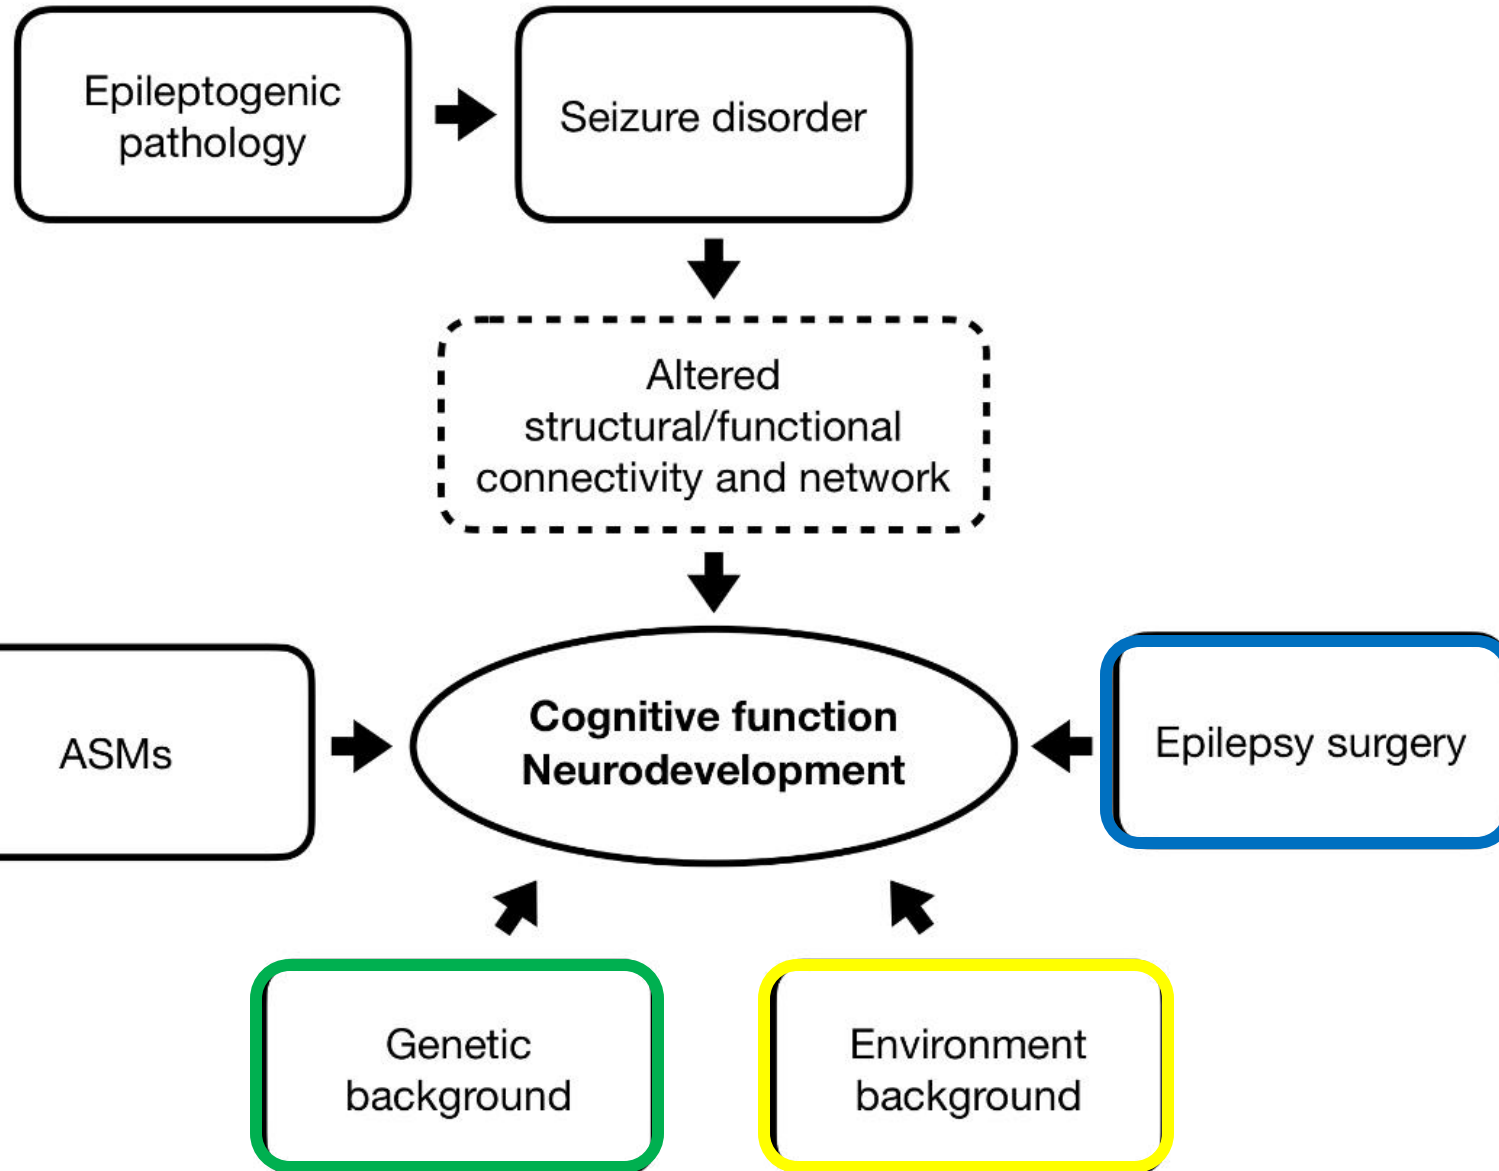 Epileptogenic
pathology
Seizure disorder
Altered
structural/functional
connectivity and network
ASMs
Cognitive function
Neurodevelopment
Epilepsy surgery
Genetic
background
Environment
background